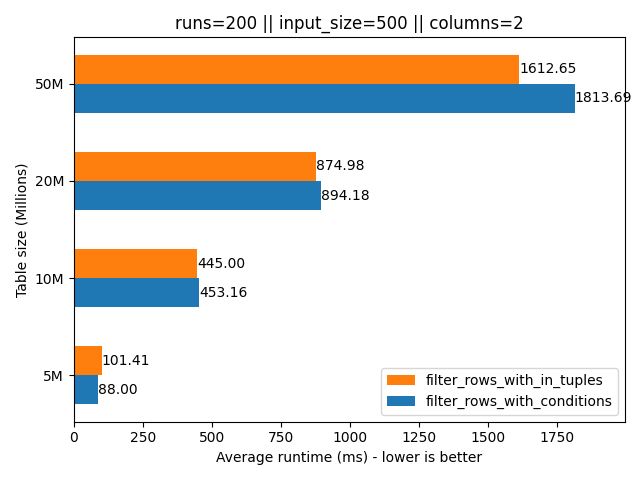 runs=200 || input_size=500 || columns=2
Table size (Millions)
50M
1612.65
1813.69
20M
874.98
894.18
10M
445.00
453.16
5M
101.41
88.00
filter_rows_with_in_tuples
filter_rows_with_conditions
0 250 500 750 1000 1250 1500 1750
Average runtime (ms) - lower is better